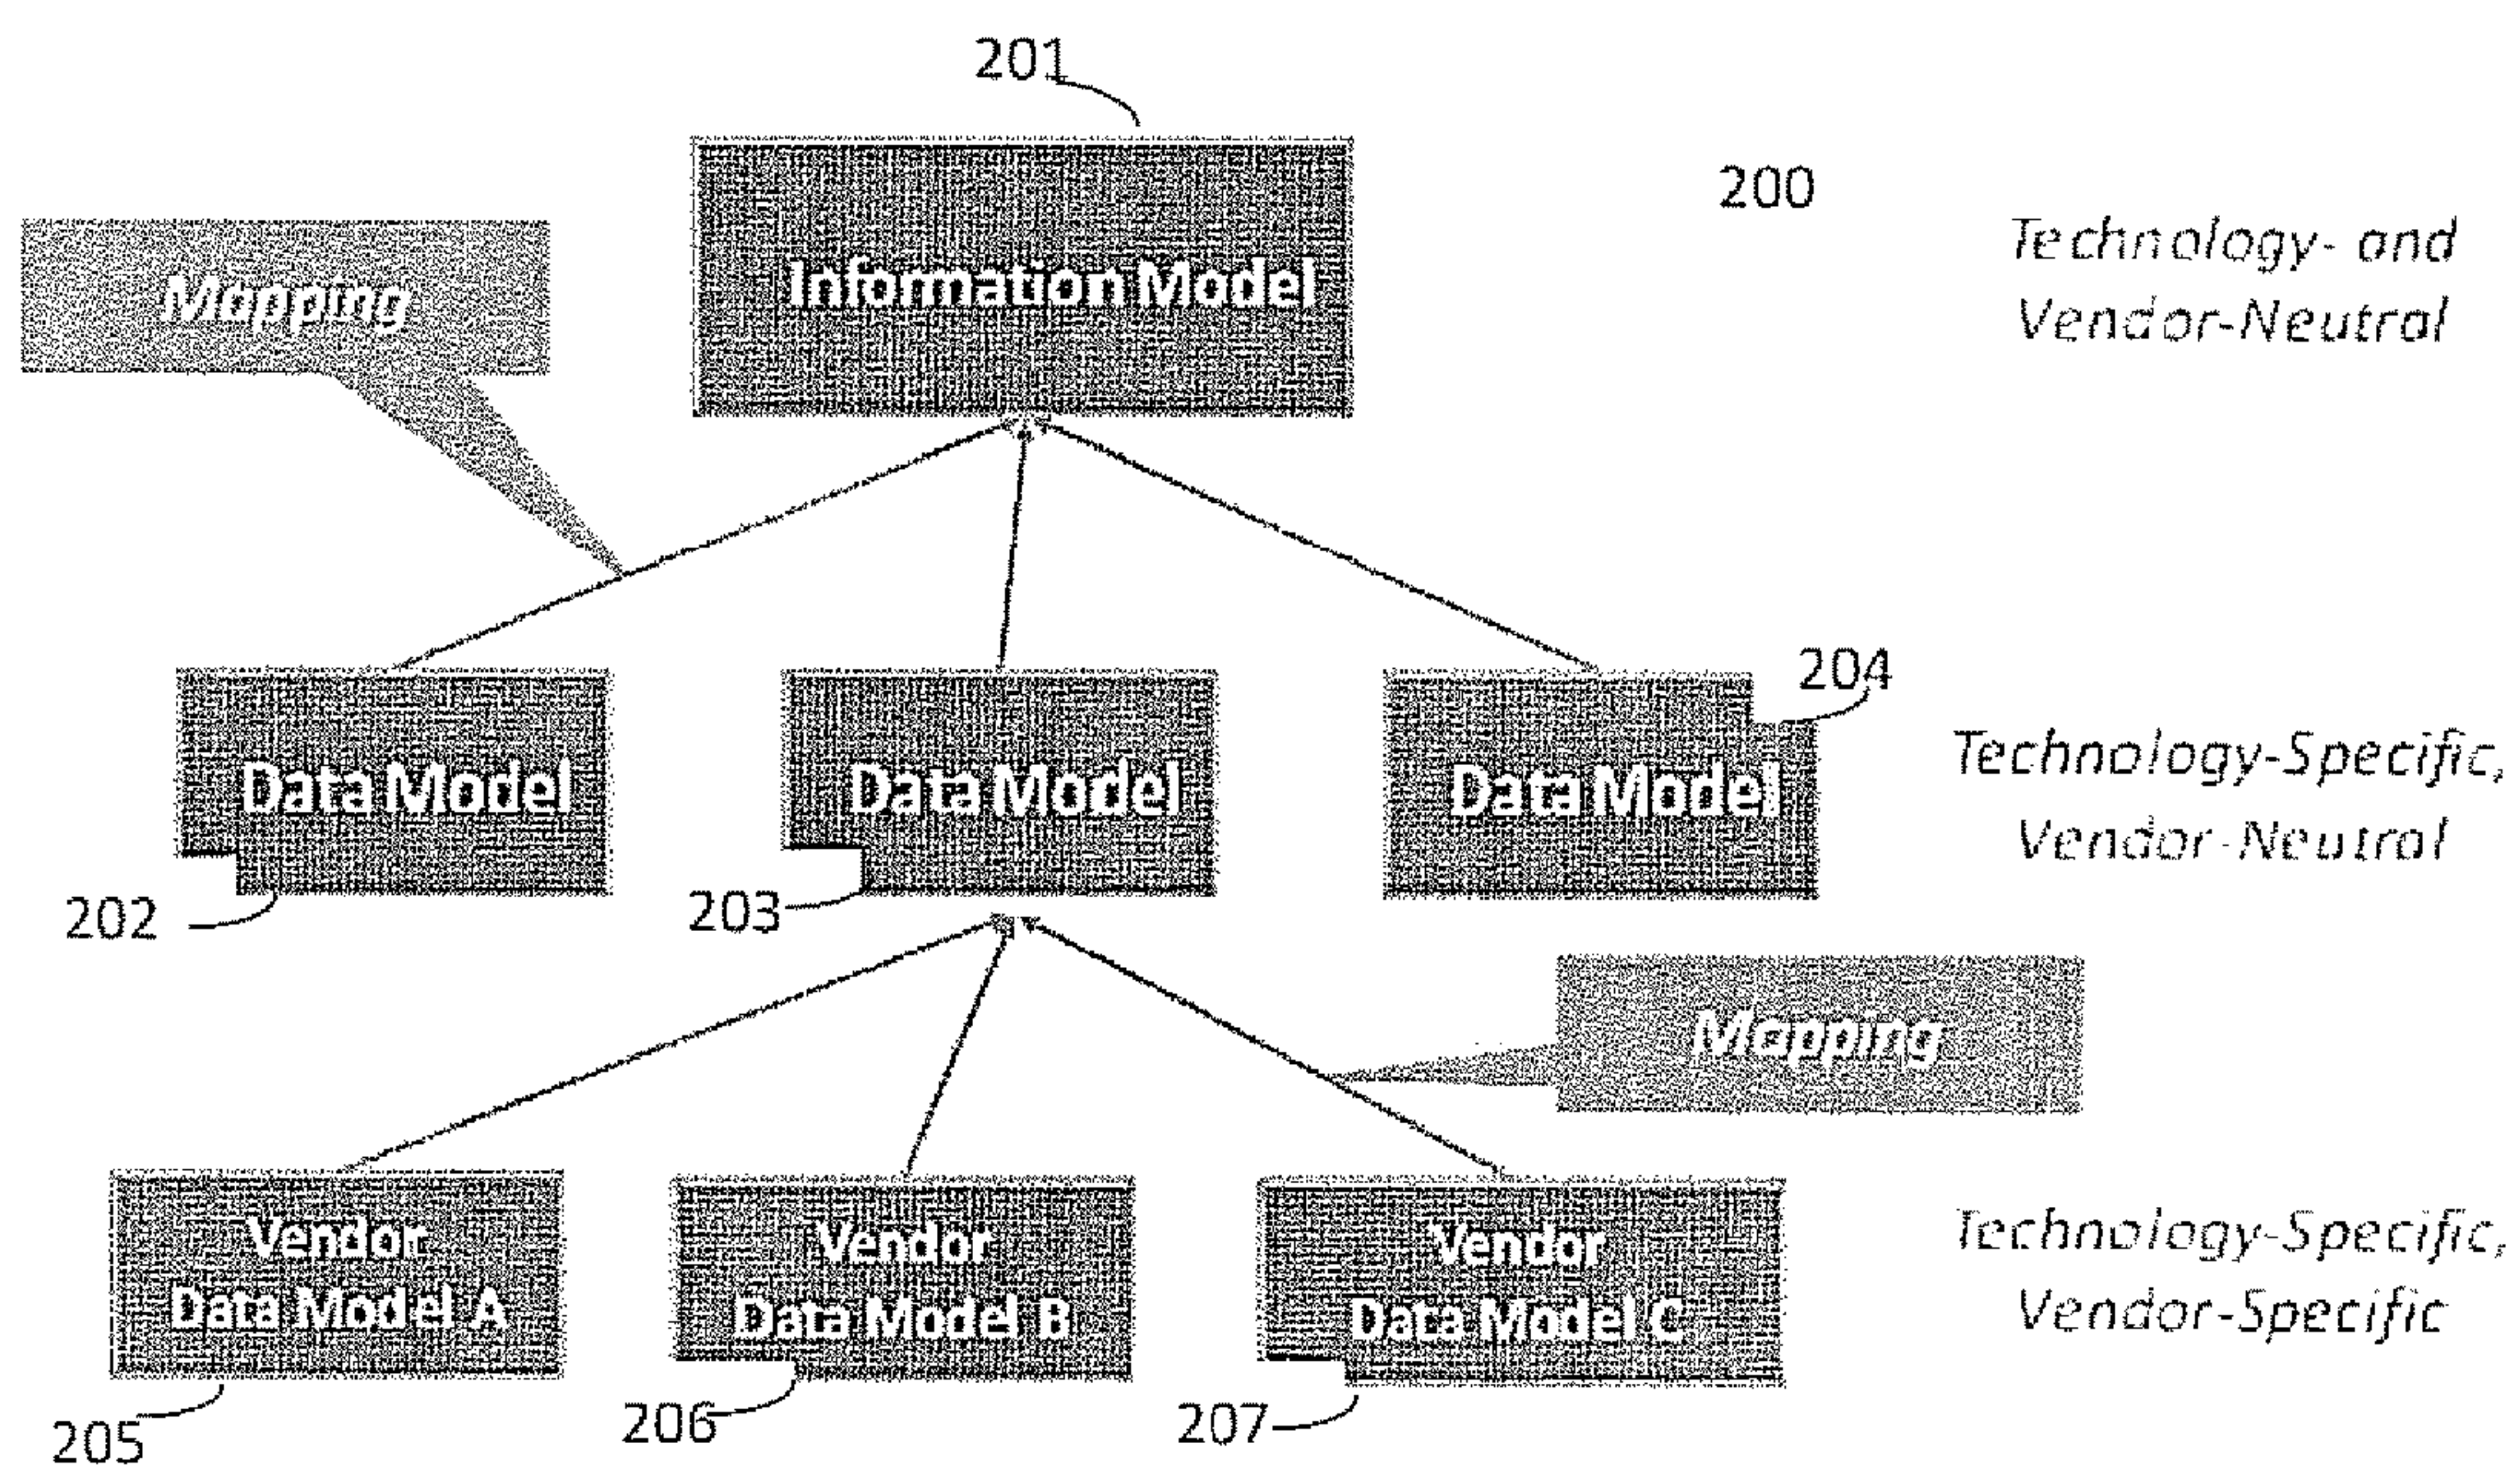 201
200
Technology- and
Vendor-Neutral
Mapping
Information Model
204
Data Model
Data Model
Data Model
Technology-Specific,
Vendor-Neutral
202
203
Mapping
Vendor
Data Model A
Vendor
Data Model B
Vendor
Data Model C
Technology-Specific,
Vendor-Specific
205
206
207